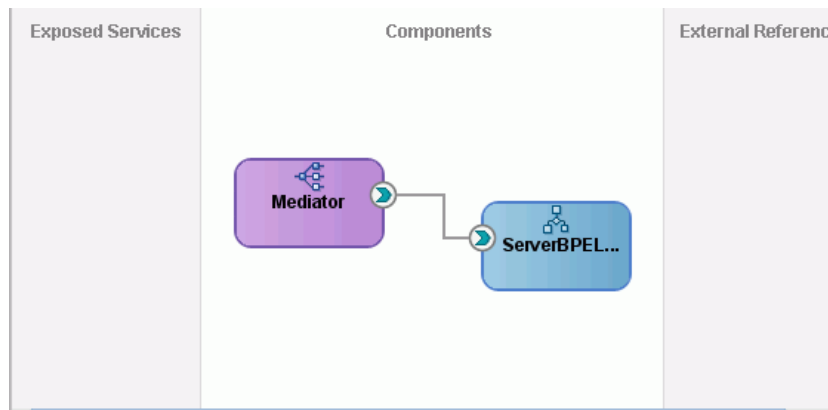 Exposed Services
Components
External Referenc
Mediator
ServerBPEL...